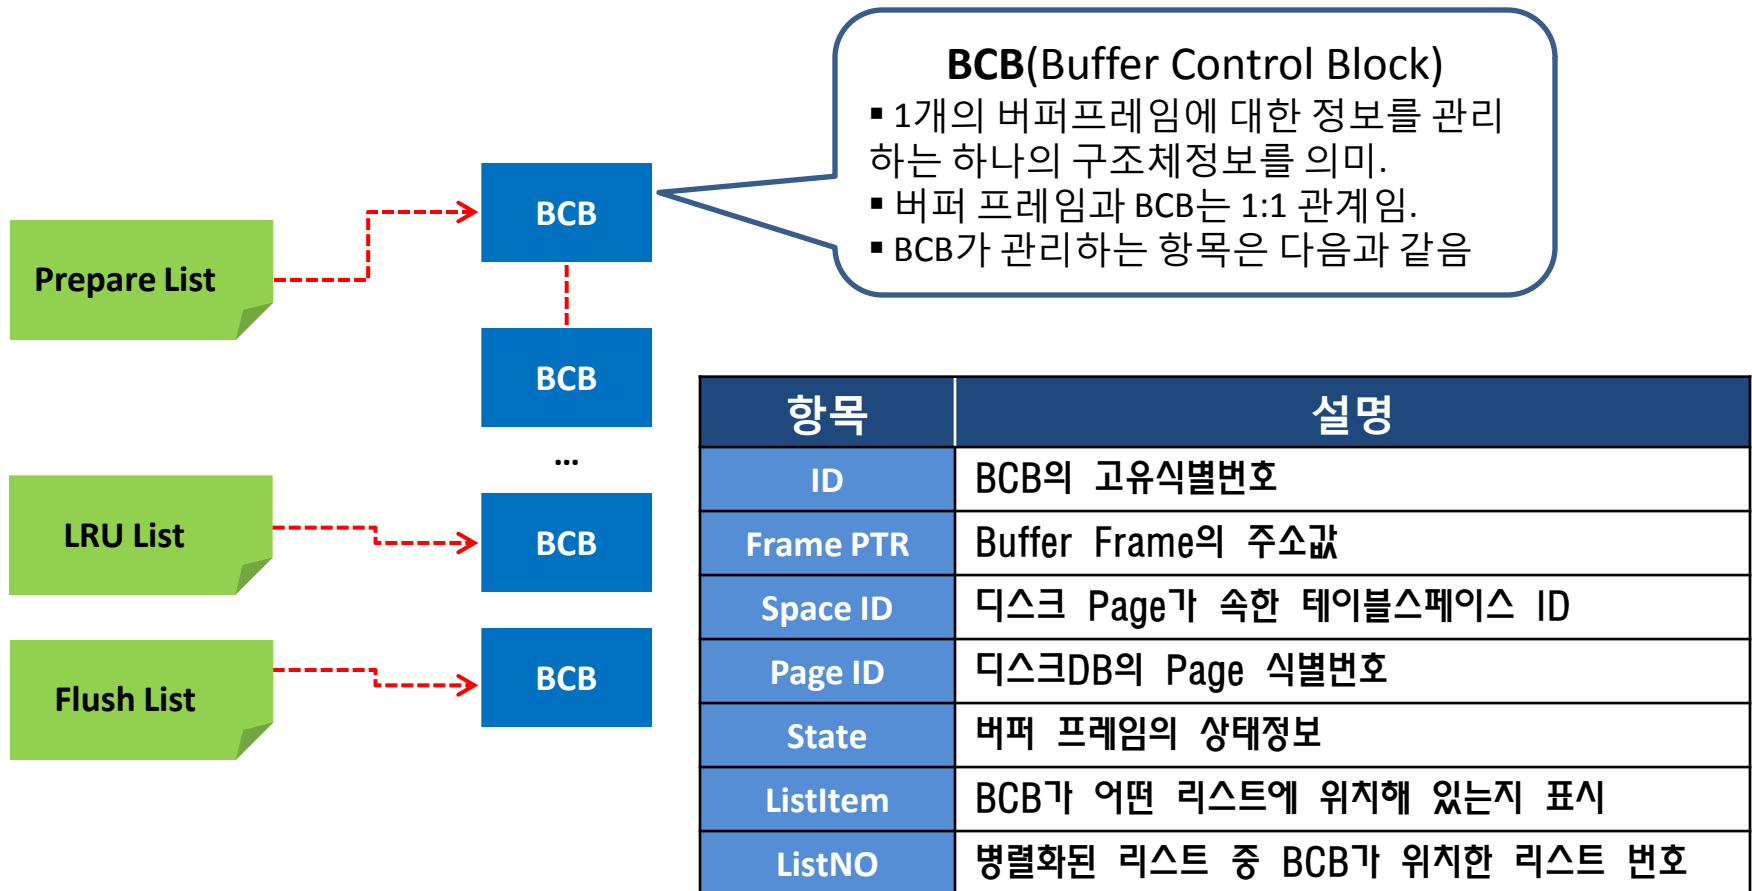 BCB(Buffer Control Block)
▪ 1개의 버퍼프레임에 대한 정보를 관리
하는 하나의 구조체정보를 의미.
▪ 버퍼 프레임과 BCB는 1:1 관계임.
▪ BCB가 관리하는 항목은 다음과 같음
Prepare List
BCB
BCB
...
LRU List
BCB
Flush List
BCB
항목 설명
ID BCB의 고유식별번호
Frame PTR Buffer Frame의 주소값
Space ID 디스크 Page가 속한 테이블스페이스 ID
Page ID 디스크DB의 Page 식별번호
State 버퍼 프레임의 상태정보
ListItem BCB가 어떤 리스트에 위치해 있는지 표시
ListNO 병렬화된 리스트 중 BCB가 위치한 리스트 번호